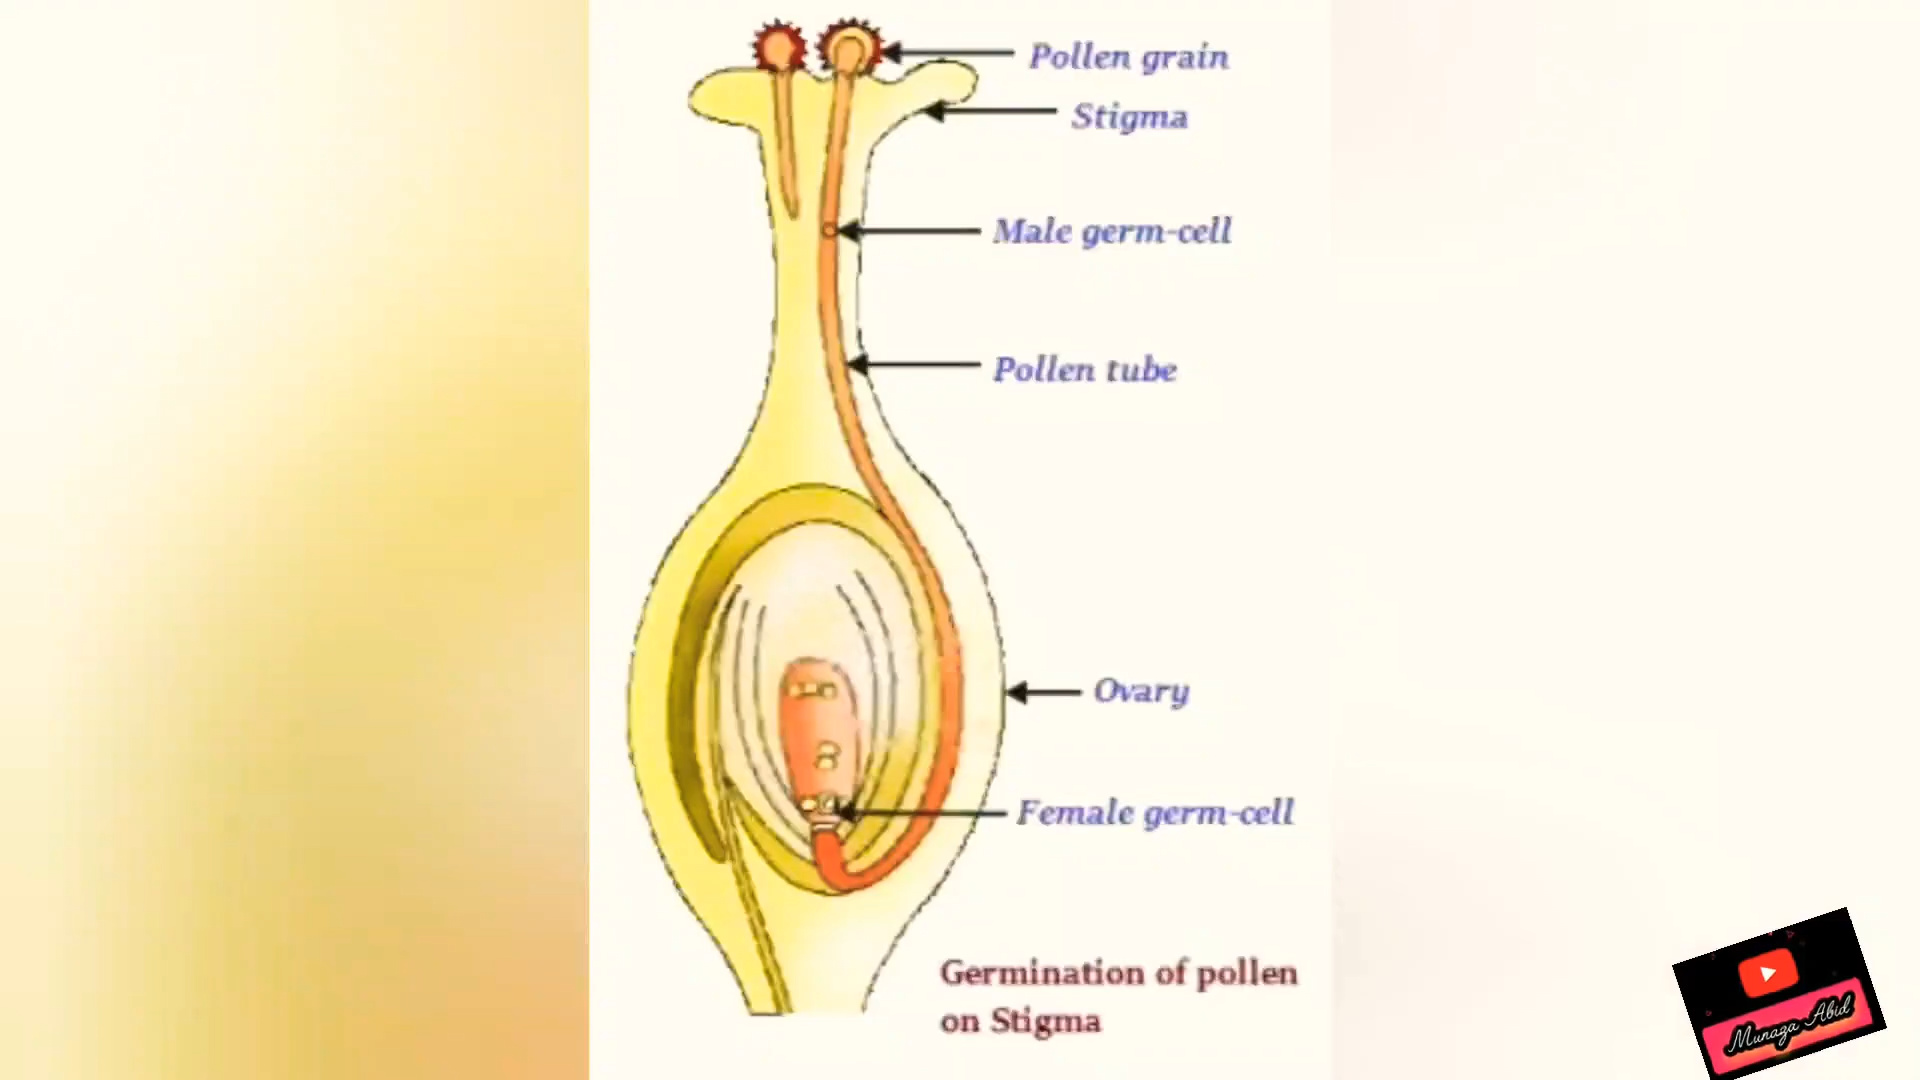 Pollen grain
Stigma
Male germ-cell
Pollen tube
Ovary
Female germ-cell
Germination of pollen
on Stigma
Munaza Abid